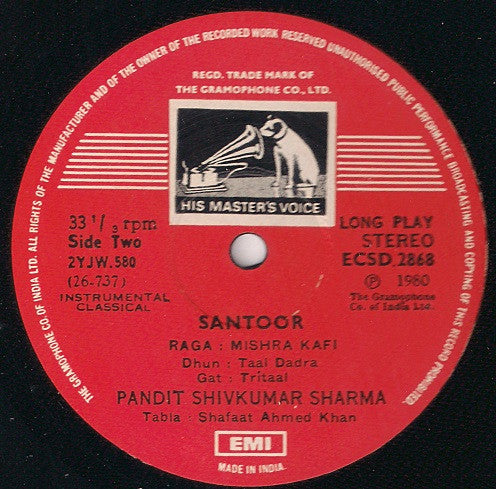 THE GRAMOPHONE CO. OF INDIA LTD. ALL RIGHTS OF THE MANUFACTURER AND OF THE OWNER OF THE RECORDED WORK RESERVED UNAUTHORISED PUBLIC PERFORMANCE BROADCASTING AND COPYING OF THIS RECORD PROHIBITED.
REGD. TRADE MARK OF
THE GRAMOPHONE CO., LTD.
HIS MASTER'S VOICE
33 1/3 rpm
Side Two
2YJW.580
(26-737)
INSTRUMENTAL
CLASSICAL
LONG PLAY
STEREO
ECSD 2868
Ⓟ 1980
The Gramophone
Co. of India Ltd.
SANTOOR
RAGA : MISHRA KAFI
Dhun : Taal Dadra
Gat : Tritaal
PANDIT SHIVKUMAR SHARMA
Tabla : Shafaat Ahmed Khan
EMI
MADE IN INDIA